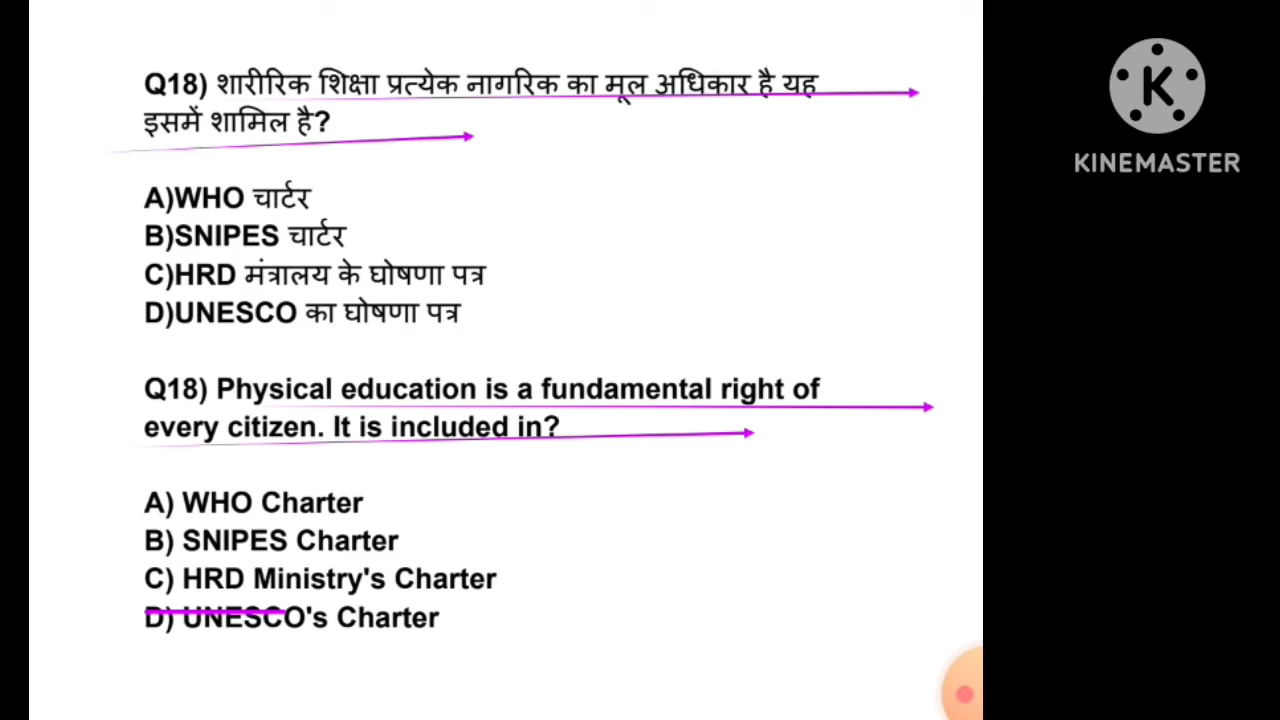 Q18) शारीरिक शिक्षा प्रत्येक नागरिक का मूल अधिकार है यह
इसमें शामिल है?
A)WHO चार्टर
B)SNIPES चार्टर
C)HRD मंत्रालय के घोषणा पत्र
D)UNESCO का घोषणा पत्र
Q18) Physical education is a fundamental right of
every citizen. It is included in?
A) WHO Charter
B) SNIPES Charter
C) HRD Ministry's Charter
D) UNESCO's Charter
K
KINEMASTER